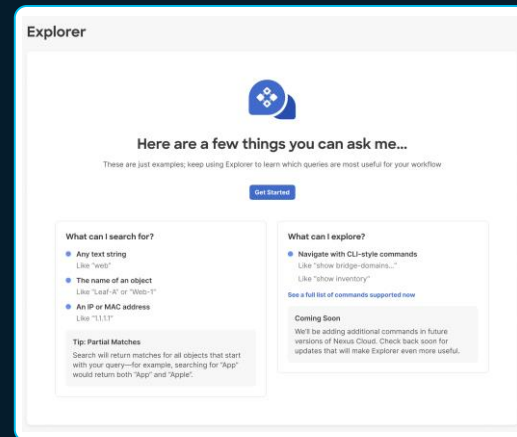 Explorer
Here are a few things you can ask me...
These are just examples; keep using Explorer to learn which queries are most useful for your workflow
Get Started
What can I search for?
Any text string
Like "web"
The name of an object
Like "Leaf-A" or "Web-1"
An IP or MAC address
Like "1.1.1.1"
Tip: Partial Matches
Search will return matches for all objects that start
with your query—for example, searching for "App"
would return both "App" and "Apple".
What can I explore?
Navigate with CLI-style commands
Like "show bridge-domains..."
Like "show inventory"
See a full list of commands supported now
Coming Soon
We'll be adding additional commands in future
versions of Nexus Cloud. Check back soon for
updates that will make Explorer even more useful.